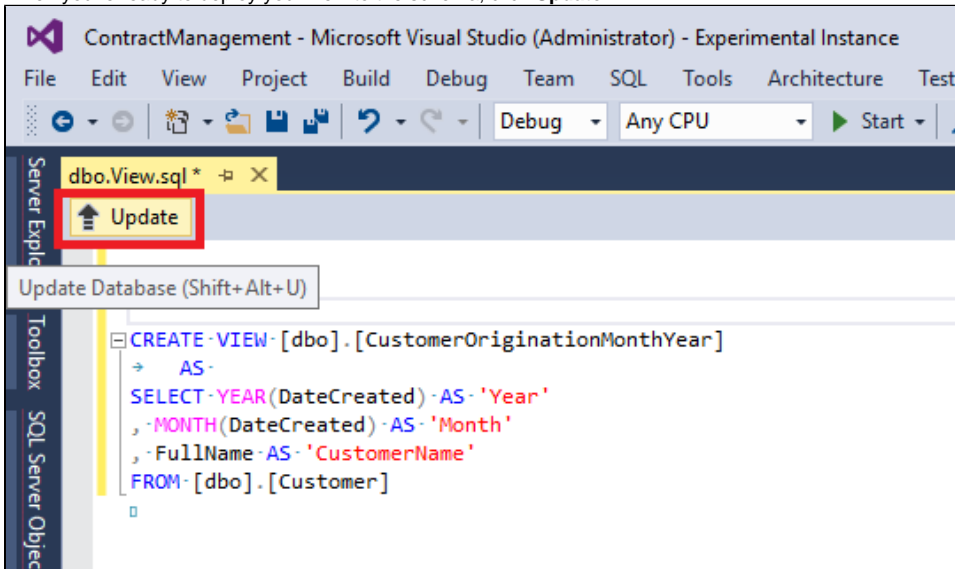 ContractManagement - Microsoft Visual Studio (Administrator) - Experimental Instance
File Edit View Project Build Debug Team SQL Tools Architecture Test
Debug Any CPU Start
Server Explo
dbo.View.sql*
Update
Update Database (Shift+Alt+U)
Toolbox
SQL Server Objec
CREATE VIEW [dbo].[CustomerOriginationMonthYear]
AS
SELECT YEAR(DateCreated) AS 'Year'
, MONTH(DateCreated) AS 'Month'
, FullName AS 'CustomerName'
FROM [dbo].[Customer]